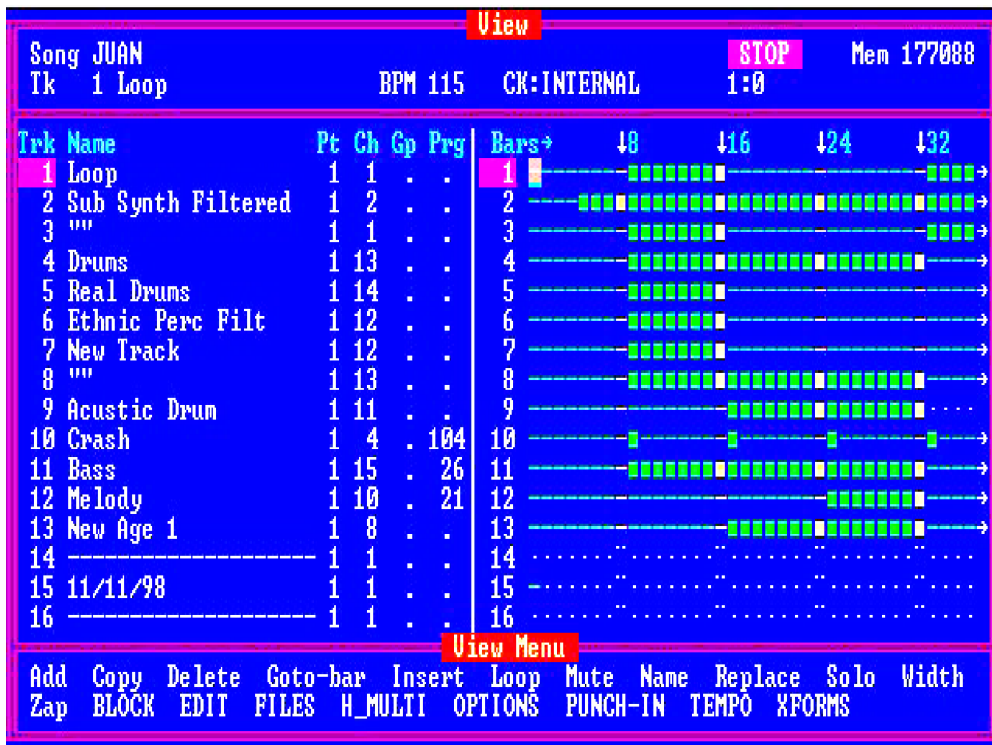 View
Song JUAN STOP Mem 177088
Tk 1 Loop BPM 115 CK:INTERNAL 1:0
Trk Name Pt Ch Gp Prg Bars→ ↓8 ↓16 ↓24 ↓32
1 Loop 1 1 . . 1
2 Sub Synth Filtered 1 2 . . 2
3 "" 1 1 . . 3
4 Drums 1 13 . . 4
5 Real Drums 1 14 . . 5
6 Ethnic Perc Filt 1 12 . . 6
7 New Track 1 12 . . 7
8 "" 1 13 . . 8
9 Acustic Drum 1 11 . . 9
10 Crash 1 4 . 104 10
11 Bass 1 15 . 26 11
12 Melody 1 10 . 21 12
13 New Age 1 1 8 . . 13
14 -------------------- 1 1 . . 14
15 11/11/98 1 1 . . 15
16 -------------------- 1 1 . . 16
View Menu
Add Copy Delete Goto-bar Insert Loop Mute Name Replace Solo Width
Zap BLOCK EDIT FILES H_MULTI OPTIONS PUNCH-IN TEMPO XFORMS